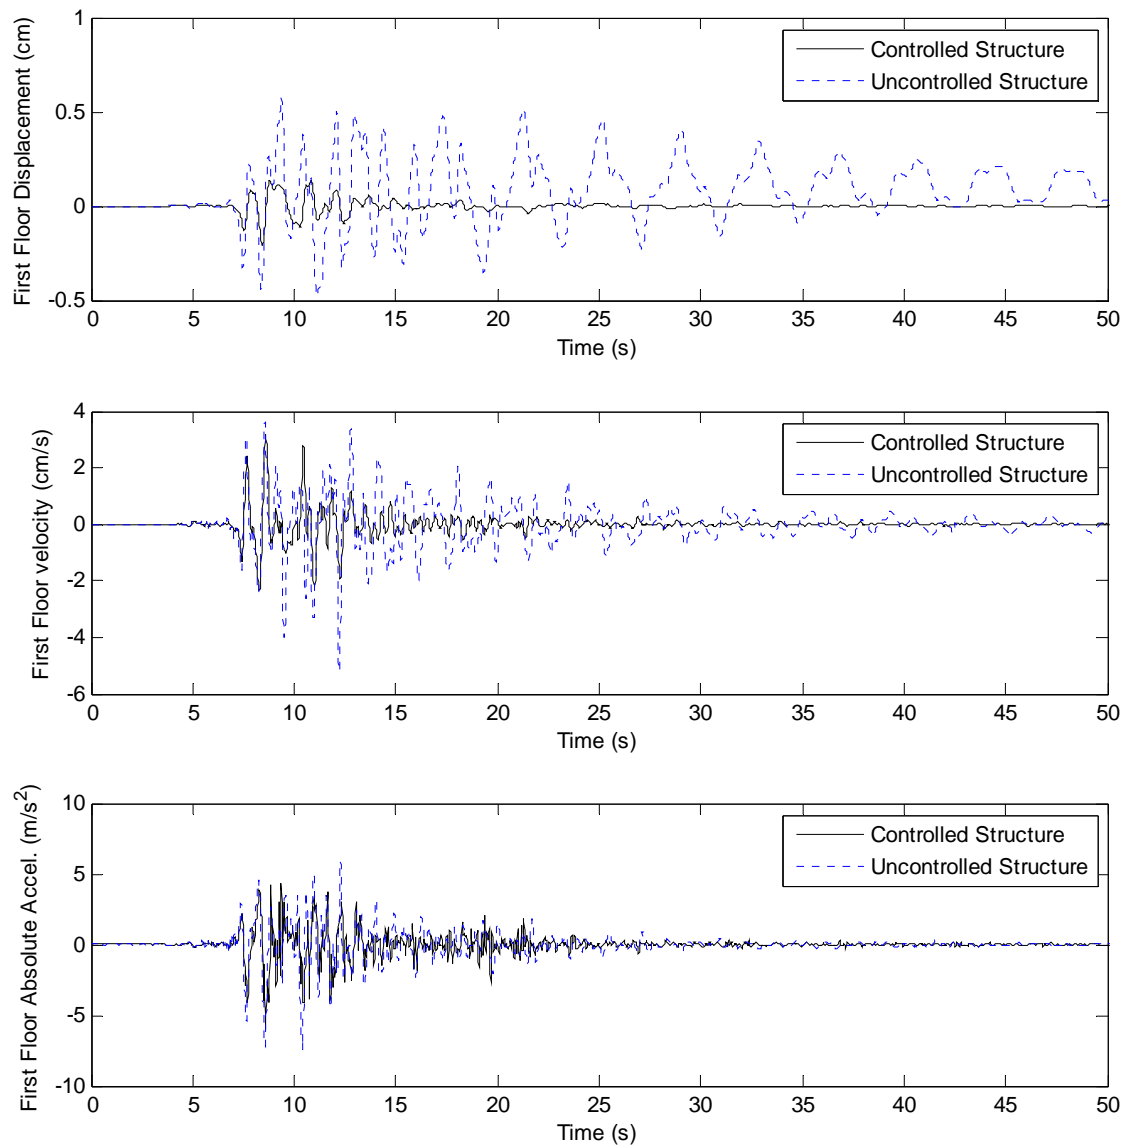 1
0.5
0
-0.5
First Floor Displacement (cm)
Controlled Structure
Uncontrolled Structure
0 5 10 15 20 25 30 35 40 45 50
Time (s)
4
2
0
-2
-4
-6
First Floor velocity (cm/s)
Controlled Structure
Uncontrolled Structure
0 5 10 15 20 25 30 35 40 45 50
Time (s)
10
5
0
-5
-10
First Floor Absolute Accel. (m/s²)
Controlled Structure
Uncontrolled Structure
0 5 10 15 20 25 30 35 40 45 50
Time (s)